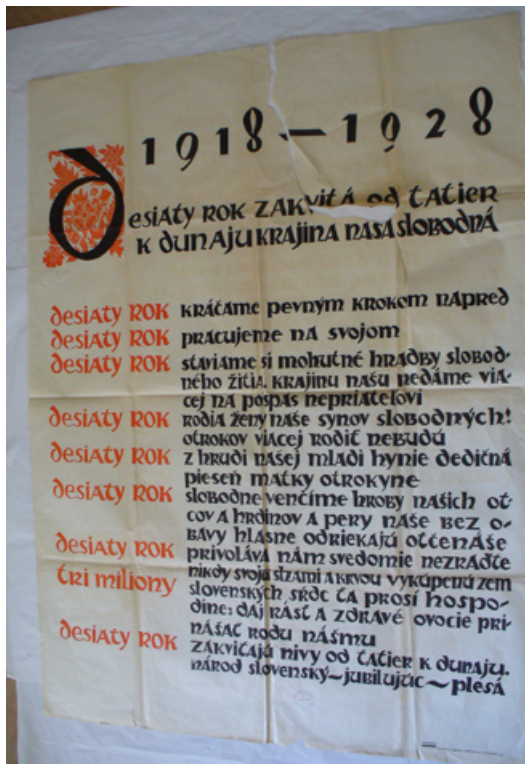 1918 — 1928
Desiaty rok zakvitá od tatier
k dunaju krajina naša slobodná
desiaty rok kráčame pevným krokom napred
desiaty rok pracujeme na svojom
desiaty rok staviame si mohutné hradby slobod-
ného žitia. krajinu našu nedáme via-
cej na pospas nepriateľovi
desiaty rok rodia ženy naše synov slobodných!
otrokov viacej rodiť nebudú
desiaty rok z hrudi našej mladi hynie dedičná
pieseň matky otrokyne
desiaty rok slobodne venčíme hroby našich ot-
cov a hrdinov a pery naše bez o-
bavy hlasne odriekajú otčenáše
desiaty rok privoláva nám svedomie nezraďte
nikdy svoju slzami a krvou vykúpenú zem
tri miliony slovenských sŕdc ťa prosí hospo-
dine: daj rásť a zdravé ovocie pri-
nášať rodu nášmu
desiaty rok zakvitajú nivy od tatier k dunaju.
národ slovenský — jubilujúc — plesá